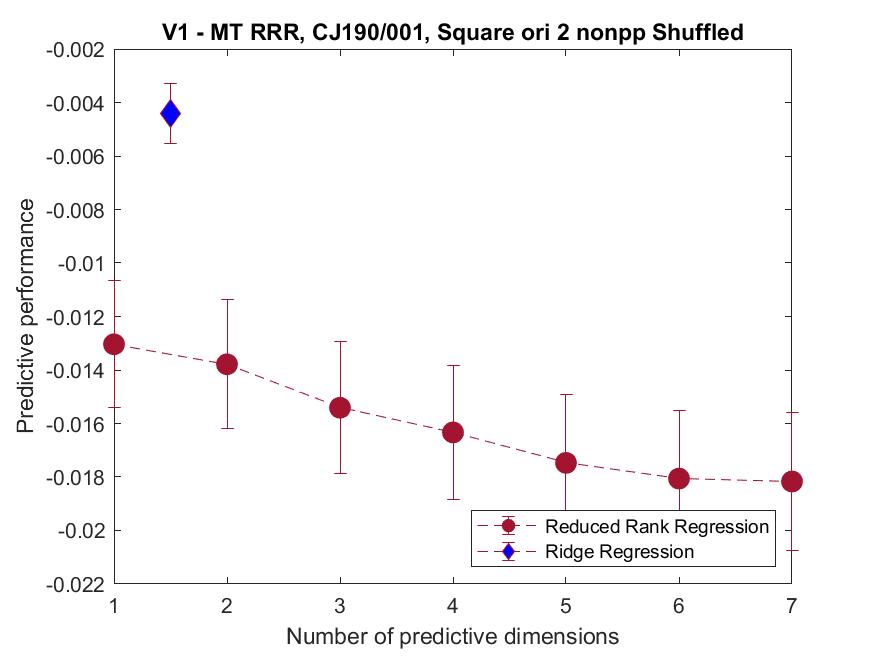 V1 - MT RRR, CJ190/001, Square ori 2 nonpp Shuffled
-0.002
-0.004
-0.006
-0.008
-0.01
-0.012
-0.014
-0.016
-0.018
-0.02
-0.022
Predictive performance
Reduced Rank Regression
Ridge Regression
1 2 3 4 5 6 7
Number of predictive dimensions